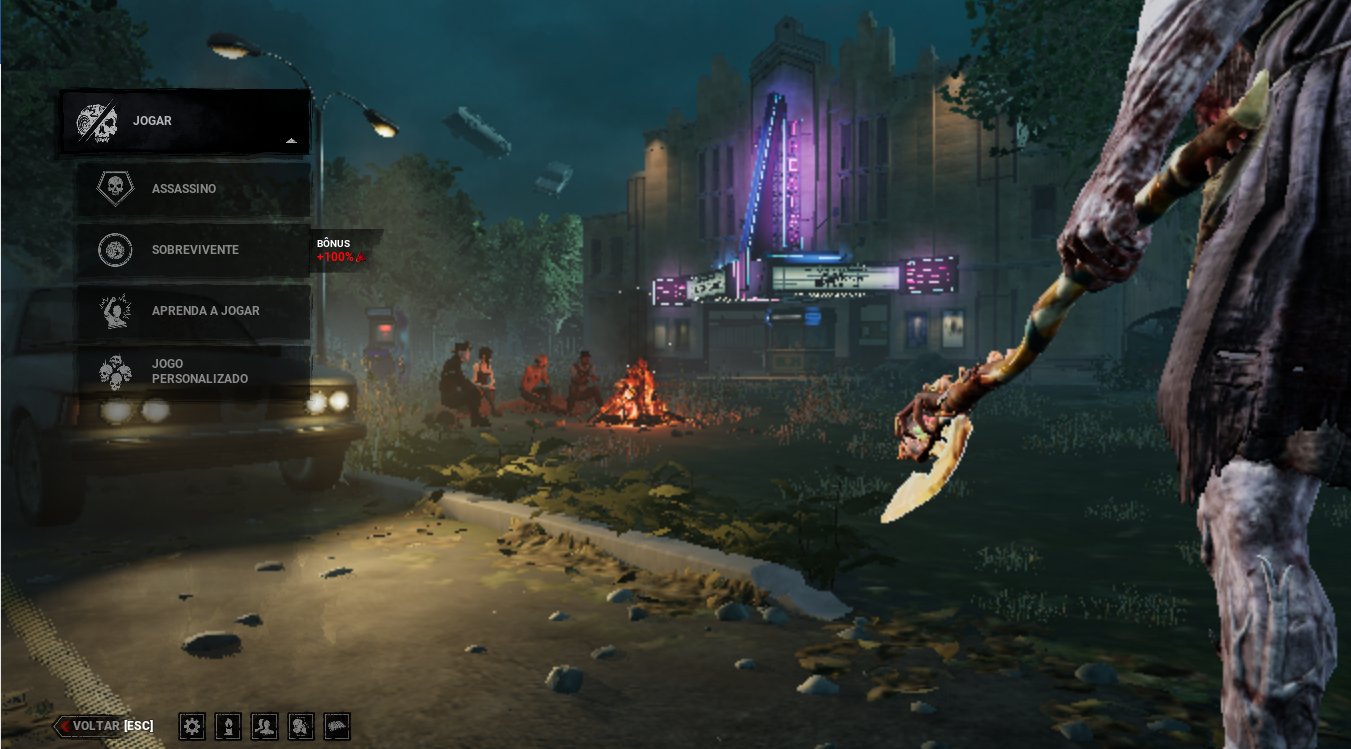 JOGAR
ASSASSINO
SOBREVIVENTE
BÔNUS
+100%
APRENDA A JOGAR
JOGO
PERSONALIZADO
VOLTAR [ESC]